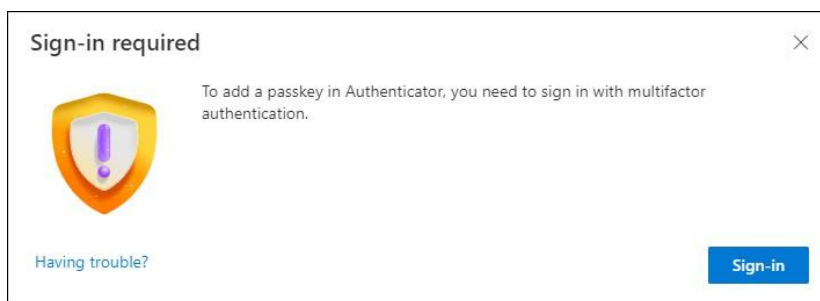 Sign-in required
To add a passkey in Authenticator, you need to sign in with multifactor
authentication.
Having trouble?
Sign-in